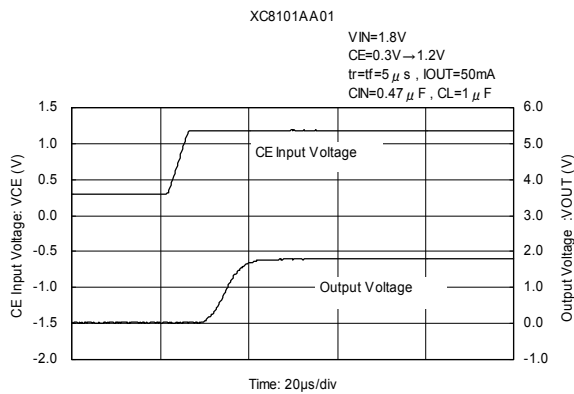 XC8101AA01
VIN=1.8V
CE=0.3V→1.2V
tr=tf=5μs , IOUT=50mA
CIN=0.47μF , CL=1μF
CE Input Voltage: VCE (V)
1.5
1.0
0.5
0.0
-0.5
-1.0
-1.5
-2.0
CE Input Voltage
Output Voltage
6.0
5.0
4.0
3.0
2.0
1.0
0.0
-1.0
Output Voltage :VOUT (V)
Time: 20μs/div